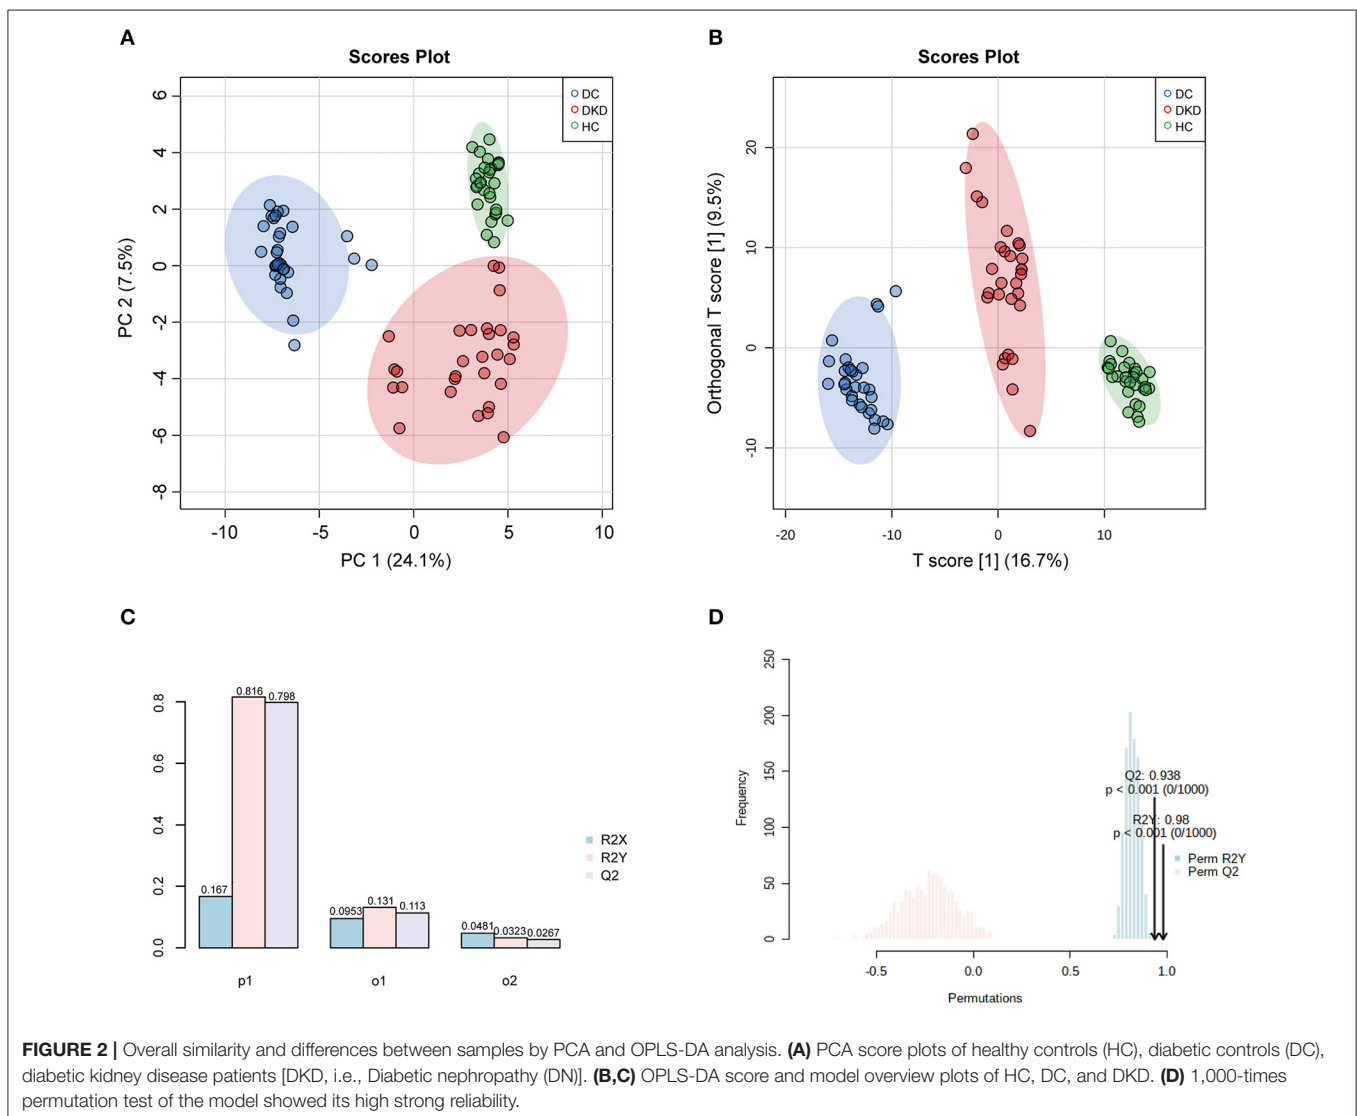 A
Scores Plot
DC
DKD
HC
6
4
2
0
-2
-4
-6
-8
PC 2 (7.5%)
-10
-5
0
5
10
PC 1 (24.1%)
B
Scores Plot
DC
DKD
HC
20
10
0
-10
Orthogonal T score [1] (9.5%)
-20
-10
0
10
T score [1] (16.7%)
C
0.8
0.6
0.4
0.2
0.0
0.167
0.816
0.798
0.0953
0.131
0.113
0.0481
0.0323
0.0267
p1
o1
o2
R2X
R2Y
Q2
D
250
200
150
100
50
0
Frequency
Q2: 0.938
p < 0.001 (0/1000)
R2Y: 0.98
p < 0.001 (0/1000)
Perm R2Y
Perm Q2
-0.5
0.0
0.5
1.0
Permutations
FIGURE 2 | Overall similarity and differences between samples by PCA and OPLS-DA analysis. (A) PCA score plots of healthy controls (HC), diabetic controls (DC),
diabetic kidney disease patients [DKD, i.e., Diabetic nephropathy (DN)]. (B,C) OPLS-DA score and model overview plots of HC, DC, and DKD. (D) 1,000-times
permutation test of the model showed its high strong reliability.